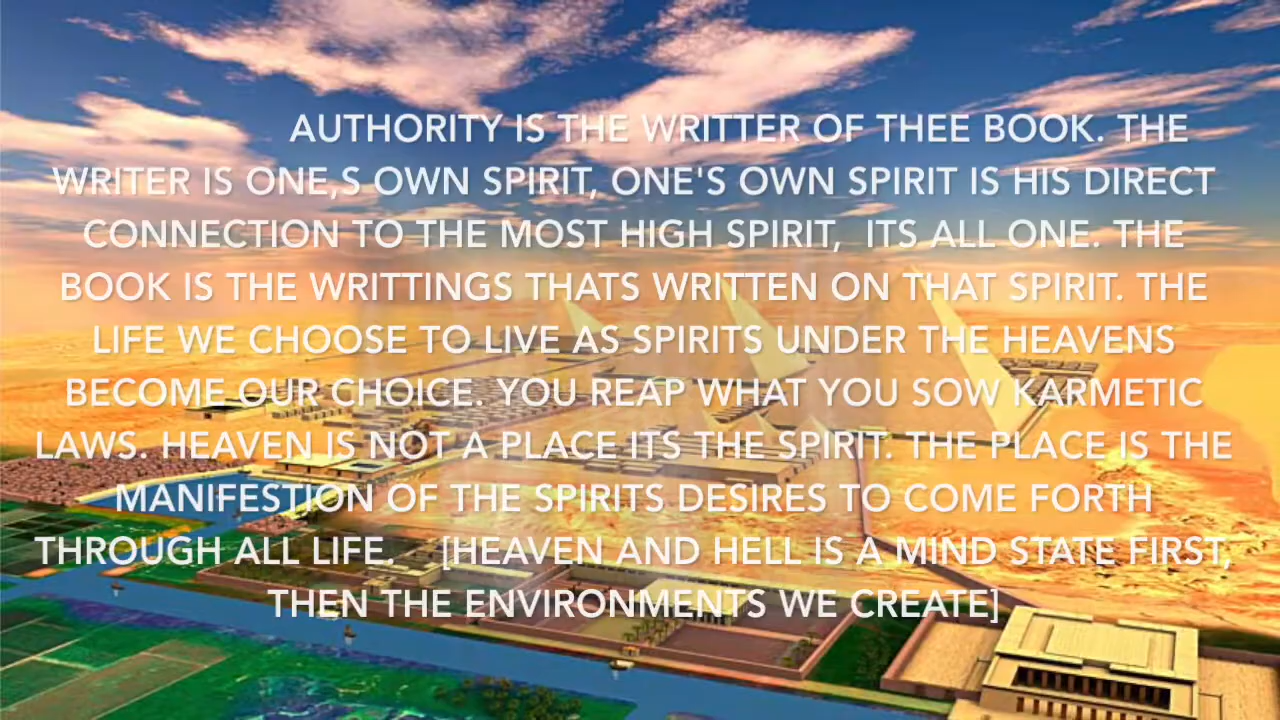 AUTHORITY IS THE WRITTER OF THEE BOOK. THE
WRITER IS ONE,S OWN SPIRIT, ONE'S OWN SPIRIT IS HIS DIRECT
CONNECTION TO THE MOST HIGH SPIRIT, ITS ALL ONE. THE
BOOK IS THE WRITTINGS THATS WRITTEN ON THAT SPIRIT. THE
LIFE WE CHOOSE TO LIVE AS SPIRITS UNDER THE HEAVENS
BECOME OUR CHOICE. YOU REAP WHAT YOU SOW KARMETIC
LAWS. HEAVEN IS NOT A PLACE ITS THE SPIRIT. THE PLACE IS THE
MANIFESTION OF THE SPIRITS DESIRES TO COME FORTH
THROUGH ALL LIFE. [HEAVEN AND HELL IS A MIND STATE FIRST,
THEN THE ENVIRONMENTS WE CREATE]